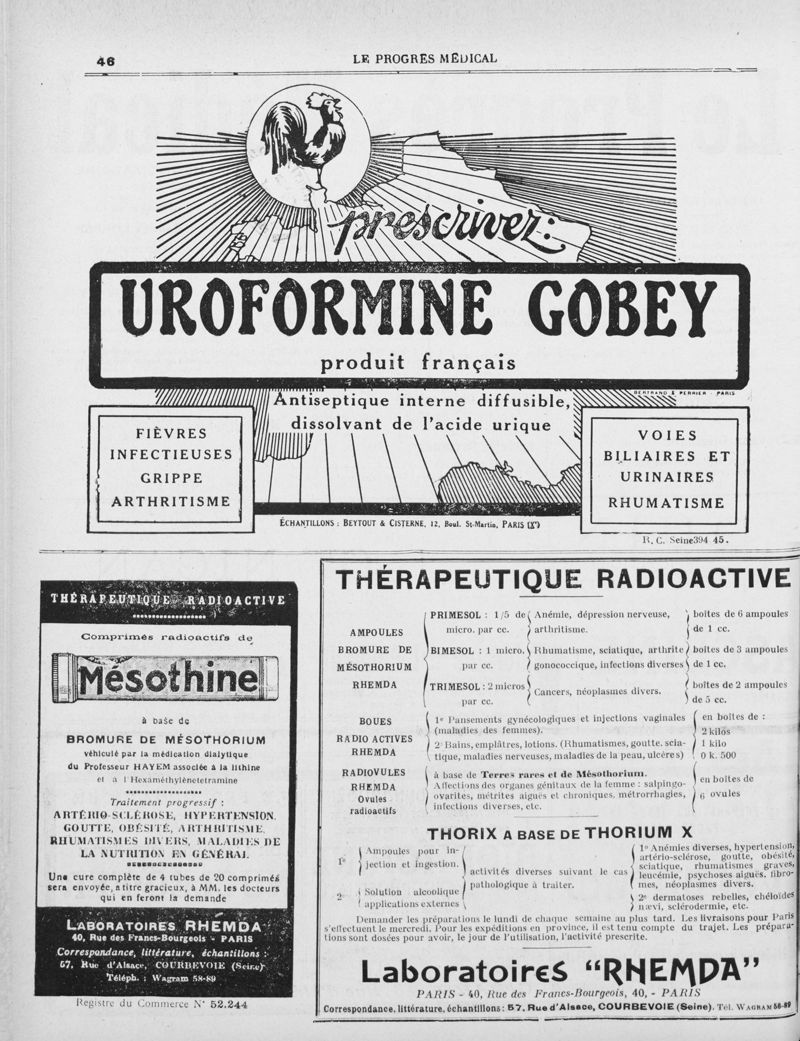 46
LE PROGRÈS MÉDICAL
prescrivez:
UROFORMINE GOBEY
produit français
BERTRAND & PERRIER - PARIS
Antiseptique interne diffusible,
dissolvant de l'acide urique
FIÈVRES
INFECTIEUSES
GRIPPE
ARTHRITISME
VOIES
BILIAIRES ET
URINAIRES
RHUMATISME
ÉCHANTILLONS : BEYTOUT & CISTERNE, 12, Boul. St-Martin, PARIS (Xe)
R. C. Seine394 45.
THÉRAPEUTIQUE RADIOACTIVE
Comprimés radioactifs de
Mésothine
à base de
BROMURE DE MÉSOTHORIUM
véhiculé par la médication dialytique
du Professeur HAYEM associée à la lithine
et à l'Hexaméthylènetetramine
Traitement progressif :
ARTÉRIO-SCLÉROSE, HYPERTENSION,
GOUTTE, OBÉSITÉ, ARTHRITISME,
RHUMATISMES DIVERS, MALADIES DE
LA NUTRITION EN GÉNÉRAL.
Une cure complète de 4 tubes de 20 comprimés
sera envoyée, a titre gracieux, à MM. les docteurs
qui en feront la demande
LABORATOIRES RHEMDA
40, Rue des Francs-Bourgeois - PARIS
Correspondance, littérature, échantillons :
57, Rue d'Alsace, COURBEVOIE (Seine)
Téléph. : Wagram 58-89
Registre du Commerce N° 52.244
THÉRAPEUTIQUE RADIOACTIVE
AMPOULES
BROMURE DE
MÉSOTHORIUM
RHEMDA
PRIMESOL : 1/5 de
micro. par cc.
Anémie, dépression nerveuse,
arthritisme.
boîtes de 6 ampoules
de 1 cc.
BIMESOL : 1 micro.
par cc.
Rhumatisme, sciatique, arthrite
gonococcique, infections diverses
boîtes de 3 ampoules
de 1 cc.
TRIMESOL : 2 micros
par cc.
Cancers, néoplasmes divers.
boîtes de 2 ampoules
de 5 cc.
BOUES
RADIO ACTIVES
RHEMDA
1° Pansements gynécologiques et injections vaginales
(maladies des femmes).
2° Bains, emplâtres, lotions. (Rhumatismes, goutte. scia-
tique, maladies nerveuses, maladies de la peau, ulcères)
en boîtes de :
2 kilos
1 kilo
0 k. 500
RADIOVULES
RHEMDA
Ovules
radioactifs
à base de Terres rares et de Mésothorium.
Affections des organes génitaux de la femme : salpingo-
ovarites, métrites aiguës et chroniques, métrorrhagies,
infections diverses, etc.
en boîtes de
6 ovules
THORIX A BASE DE THORIUM X
1° Ampoules pour in-
jection et ingestion.
2° Solution alcoolique
applications externes
activités diverses suivant le cas
pathologique à traiter.
1° Anémies diverses, hypertension,
artério-sclérose, goutte, obésité,
sciatique, rhumatismes graves,
leucémie, psychoses aiguës, fibro-
mes, néoplasmes divers.
2° dermatoses rebelles, chéloïdes
nævi, sclérodermie, etc.
Demander les préparations le lundi de chaque semaine au plus tard. Les livraisons pour Paris
s'effectuent le mercredi. Pour les expéditions en province, il est tenu compte du trajet. Les prépara-
tions sont dosées pour avoir, le jour de l'utilisation, l'activité prescrite.
Laboratoires "RHEMDA"
PARIS - 40, Rue des Francs-Bourgeois, 40, - PARIS
Correspondance, littérature, échantillons : 57, Rue d'Alsace, COURBEVOIE (Seine). Tél. WAGRAM 58-89